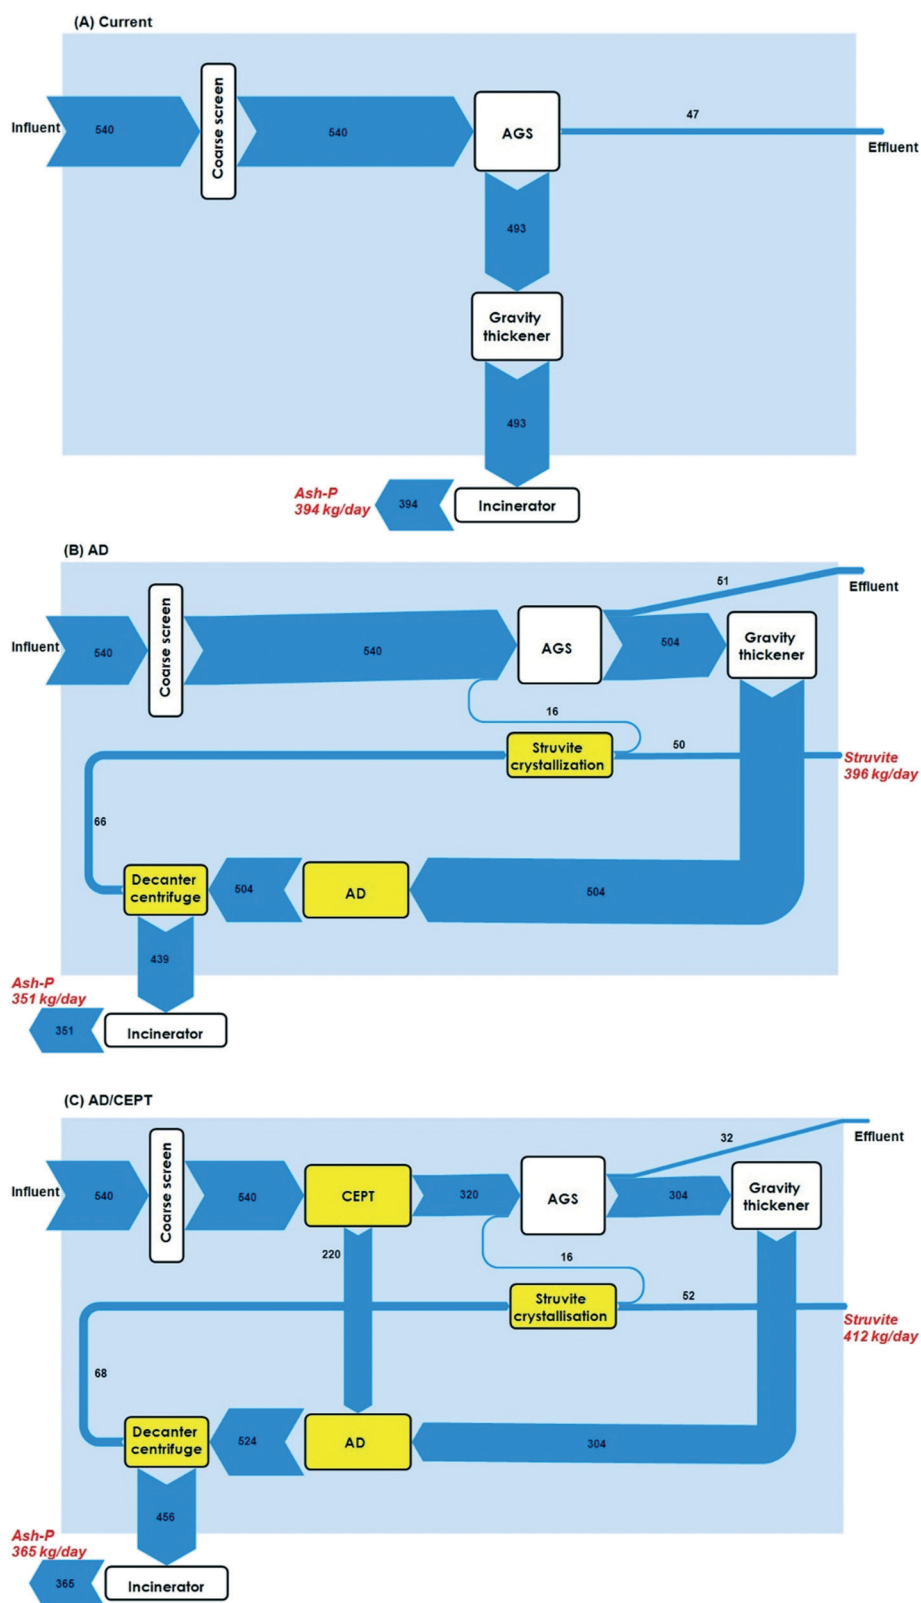 (A) Current
Influent
540
Coarse screen
540
AGS
47
Effluent
493
Gravity
thickener
493
Ash-P
394 kg/day
394
Incinerator
(B) AD
Influent
540
Coarse screen
540
AGS
51
Effluent
504
Gravity
thickener
16
Struvite
crystallization
50
Struvite
396 kg/day
66
Decanter
centrifuge
504
AD
504
439
Ash-P
351 kg/day
351
Incinerator
(C) AD/CEPT
Influent
540
Coarse screen
540
CEPT
320
AGS
32
Effluent
304
Gravity
thickener
220
16
Struvite
crystallisation
52
Struvite
412 kg/day
68
Decanter
centrifuge
524
AD
304
456
Ash-P
365 kg/day
365
Incinerator